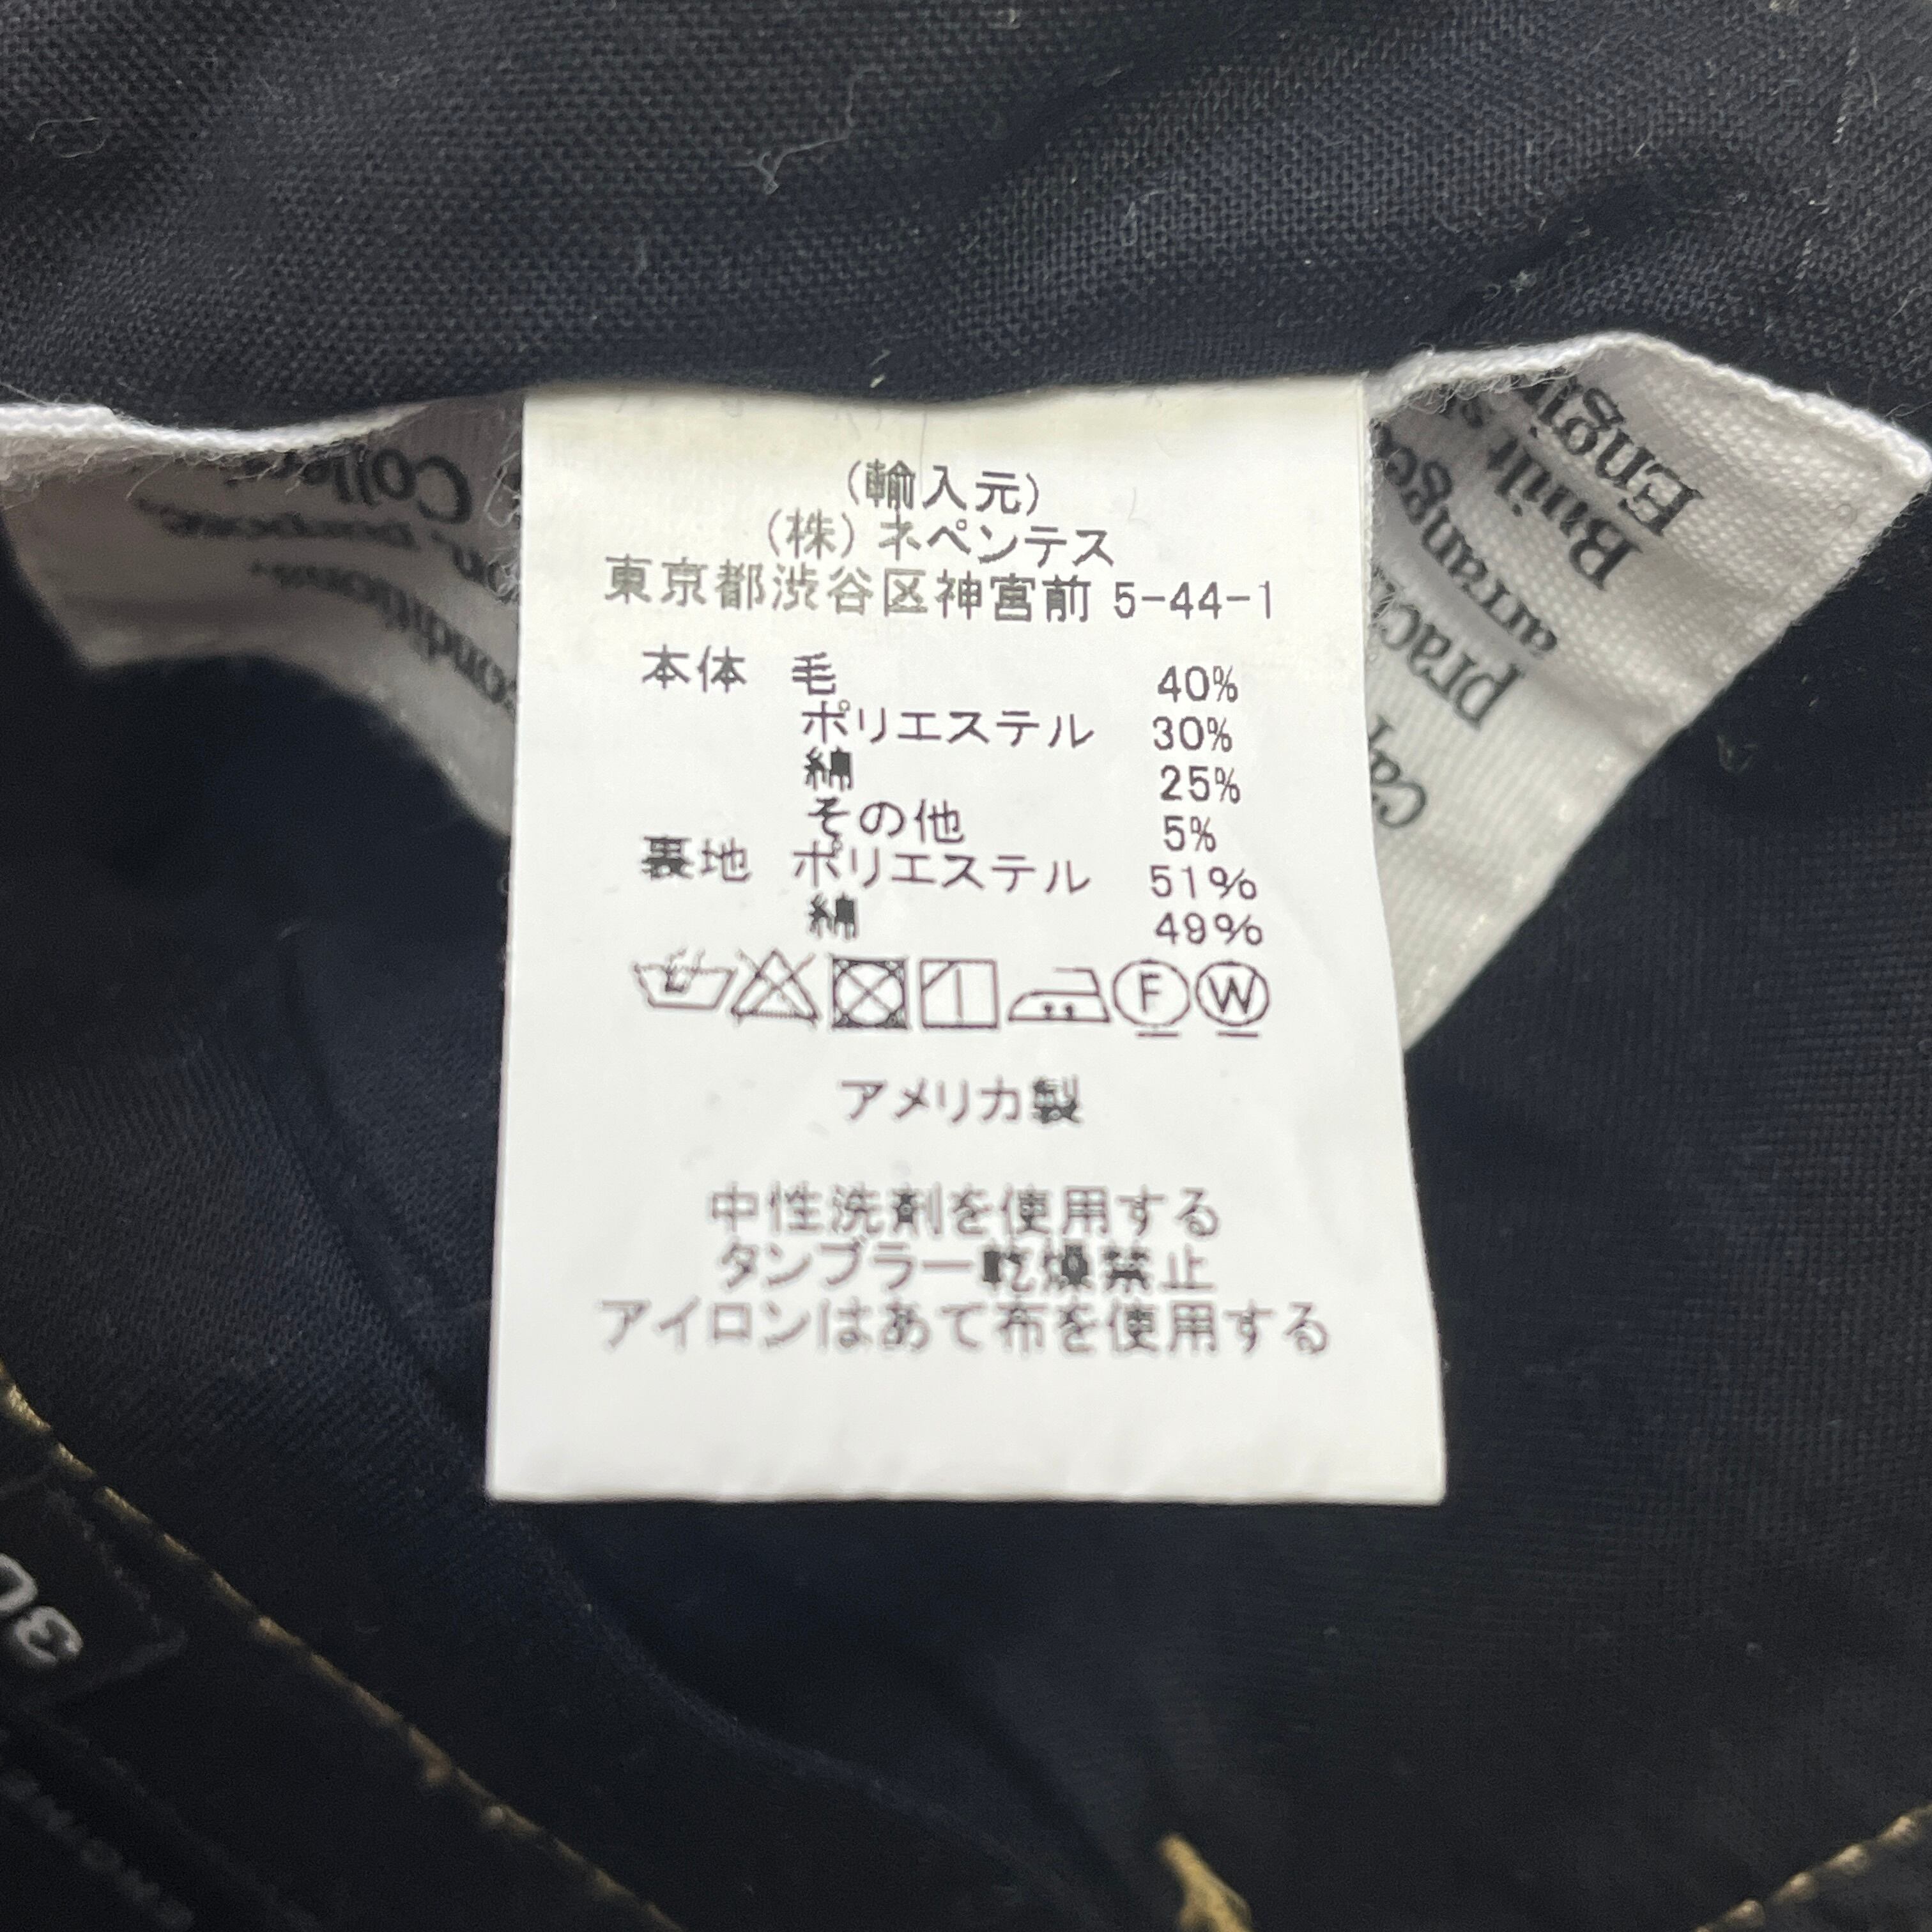 (輸入元)
(株)ネペンテス
東京都渋谷区神宮前 5-44-1
本体 毛 40%
ポリエステル 30%
綿 25%
その他 5%
裏地 ポリエステル 51%
綿 49%
F W
アメリカ製
中性洗剤を使用する
タンブラー乾燥禁止
アイロンはあて布を使用する
Built
arrange
30